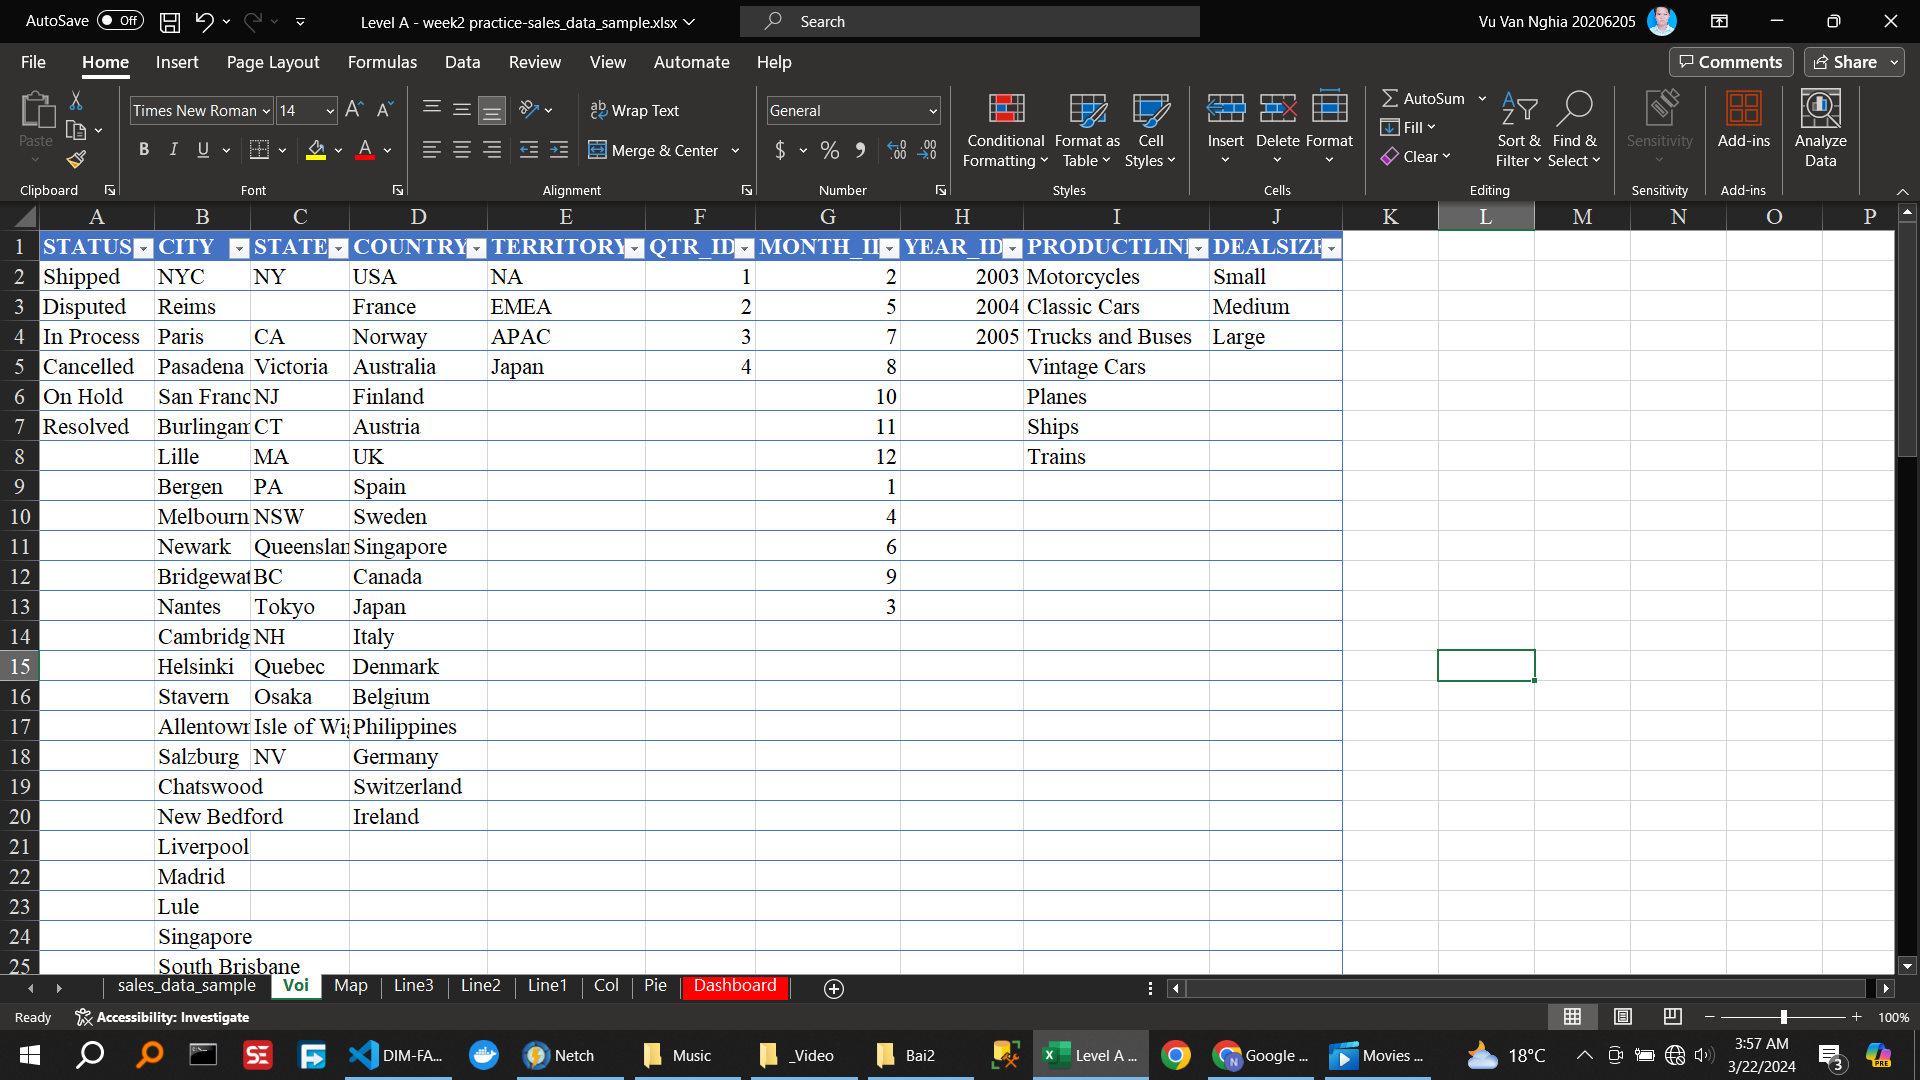 AutoSave Off Level A - week2 practice-sales_data_sample.xlsx Search Vu Van Nghia 20206205
File Home Insert Page Layout Formulas Data Review View Automate Help Comments Share
Paste Times New Roman 14 Wrap Text General Conditional Formatting Format as Table Cell Styles Insert Delete Format AutoSum Fill Clear Sort & Filter Find & Select Sensitivity Add-ins Analyze Data
B I U A Merge & Center $ %
Clipboard Font Alignment Number Styles Cells Editing Sensitivity Add-ins
A B C D E F G H I J K L M N O P
1 STATUS CITY STATE COUNTRY TERRITORY QTR_ID MONTH_ID YEAR_ID PRODUCTLINE DEALSIZE
2 Shipped NYC NY USA NA 1 2 2003 Motorcycles Small
3 Disputed Reims France EMEA 2 5 2004 Classic Cars Medium
4 In Process Paris CA Norway APAC 3 7 2005 Trucks and Buses Large
5 Cancelled Pasadena Victoria Australia Japan 4 8 Vintage Cars
6 On Hold San Franc NJ Finland 10 Planes
7 Resolved Burlingam CT Austria 11 Ships
8 Lille MA UK 12 Trains
9 Bergen PA Spain 1
10 Melbourn NSW Sweden 4
11 Newark Queenslan Singapore 6
12 Bridgewat BC Canada 9
13 Nantes Tokyo Japan 3
14 Cambridg NH Italy
15 Helsinki Quebec Denmark
16 Stavern Osaka Belgium
17 Allentown Isle of Wig Philippines
18 Salzburg NV Germany
19 Chatswood Switzerland
20 New Bedford Ireland
21 Liverpool
22 Madrid
23 Lule
24 Singapore
25 South Brisbane
sales_data_sample Voi Map Line3 Line2 Line1 Col Pie Dashboard
Ready Accessibility: Investigate 100%
SE DIM-FA... Netch Music _Video Bai2 Level A ... Google ... Movies ... 18°C 3:57 AM
3/22/2024 3 PRE